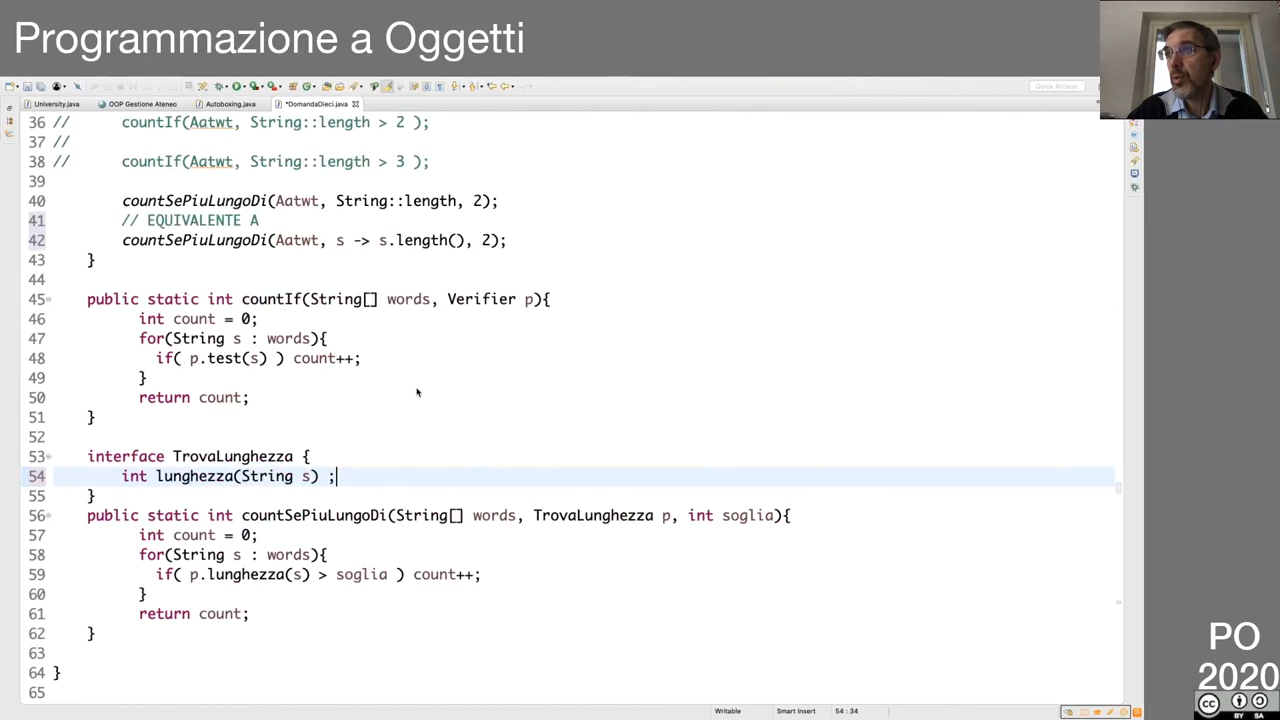 Programmazione a Oggetti
Quick Access
University.java OOP Gestione Ateneo Autoboxing.java *DomandaDieci.java
36 // countIf(Aatwt, String::length > 2 );
37 //
38 // countIf(Aatwt, String::length > 3 );
39
40 countSePiuLungoDi(Aatwt, String::length, 2);
41 // EQUIVALENTE A
42 countSePiuLungoDi(Aatwt, s -> s.length(), 2);
43 }
44
45 public static int countIf(String[] words, Verifier p){
46 int count = 0;
47 for(String s : words){
48 if( p.test(s) ) count++;
49 }
50 return count;
51 }
52
53 interface TrovaLunghezza {
54 int lunghezza(String s) ;
55 }
56 public static int countSePiuLungoDi(String[] words, TrovaLunghezza p, int soglia){
57 int count = 0;
58 for(String s : words){
59 if( p.lunghezza(s) > soglia ) count++;
60 }
61 return count;
62 }
63
64 }
65
Writable Smart Insert 54 : 34
PO
2020
CC BY SA